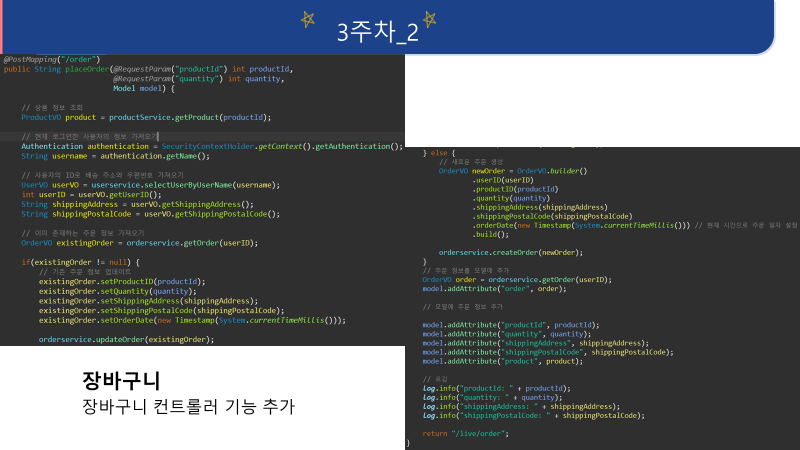 3주차_2
@PostMapping("/order")
public String placeOrder(@RequestParam("productId") int productId,
@RequestParam("quantity") int quantity,
Model model) {
// 상품 정보 조회
ProductVO product = productService.getProduct(productId);
// 현재 로그인한 사용자의 정보 가져오기
Authentication authentication = SecurityContextHolder.getContext().getAuthentication();
String username = authentication.getName();
// 사용자의 ID로 배송 주소와 우편번호 가져오기
UserVO userVO = userservice.selectUserByUserName(username);
int userID = userVO.getUserID();
String shippingAddress = userVO.getShippingAddress();
String shippingPostalCode = userVO.getShippingPostalCode();
// 이미 존재하는 주문 정보 가져오기
OrderVO existingOrder = orderservice.getOrder(userID);
if(existingOrder != null) {
// 기존 주문 정보 업데이트
existingOrder.setProductID(productId);
existingOrder.setQuantity(quantity);
existingOrder.setShippingAddress(shippingAddress);
existingOrder.setShippingPostalCode(shippingPostalCode);
existingOrder.setOrderDate(new Timestamp(System.currentTimeMillis()));
orderservice.updateOrder(existingOrder);
장바구니
장바구니 컨트롤러 기능 추가
} else {
// 새로운 주문 생성
OrderVO newOrder = OrderVO.builder()
.userID(userID)
.productID(productId)
.quantity(quantity)
.shippingAddress(shippingAddress)
.shippingPostalCode(shippingPostalCode)
.orderDate(new Timestamp(System.currentTimeMillis())) // 현재 시간으로 주문 일자 설정
.build();
orderservice.createOrder(newOrder);
}
// 주문 정보를 모델에 추가
OrderVO order = orderservice.getOrder(userID);
model.addAttribute("order", order);
// 모델에 주문 정보 추가
model.addAttribute("productId", productId);
model.addAttribute("quantity", quantity);
model.addAttribute("shippingAddress", shippingAddress);
model.addAttribute("shippingPostalCode", shippingPostalCode);
model.addAttribute("product", product);
// 로깅
log.info("productId: " + productId);
log.info("quantity: " + quantity);
log.info("shippingAddress: " + shippingAddress);
log.info("shippingPostalCode: " + shippingPostalCode);
return "/live/order";
}